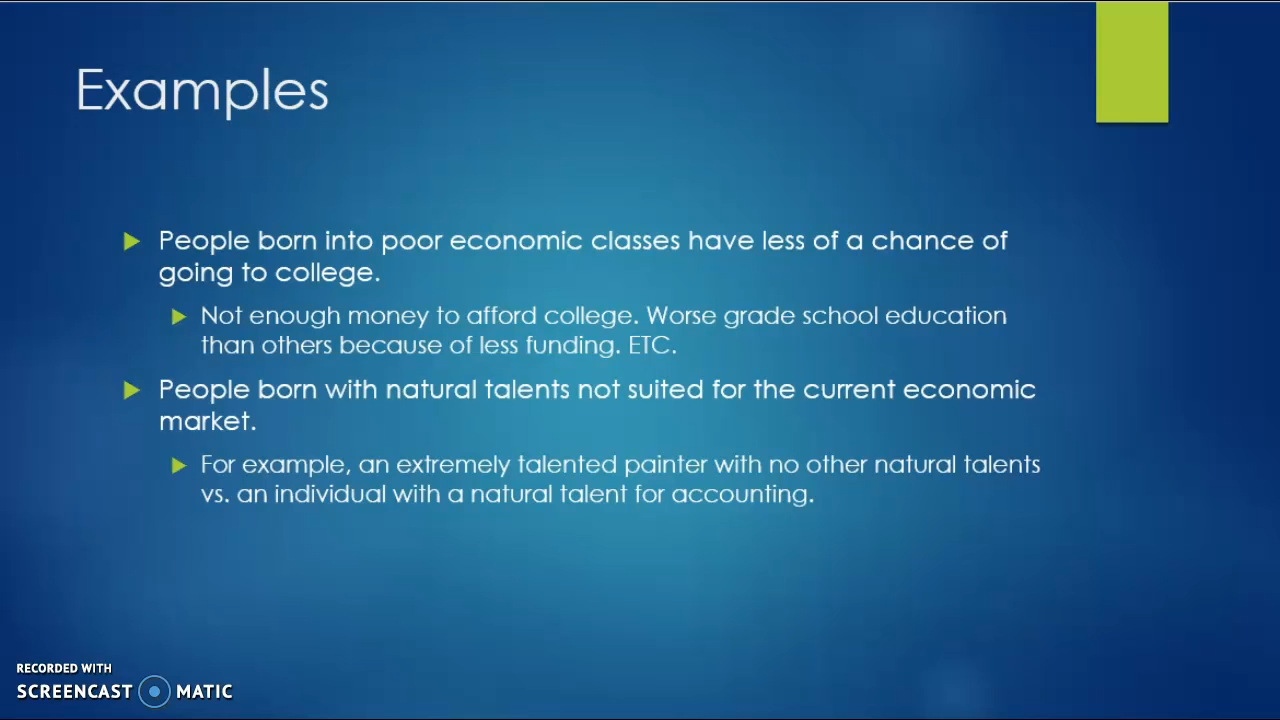 Examples
People born into poor economic classes have less of a chance of
going to college.
Not enough money to afford college. Worse grade school education
than others because of less funding. ETC.
People born with natural talents not suited for the current economic
market.
For example, an extremely talented painter with no other natural talents
vs. an individual with a natural talent for accounting.
RECORDED WITH
SCREENCAST MATIC